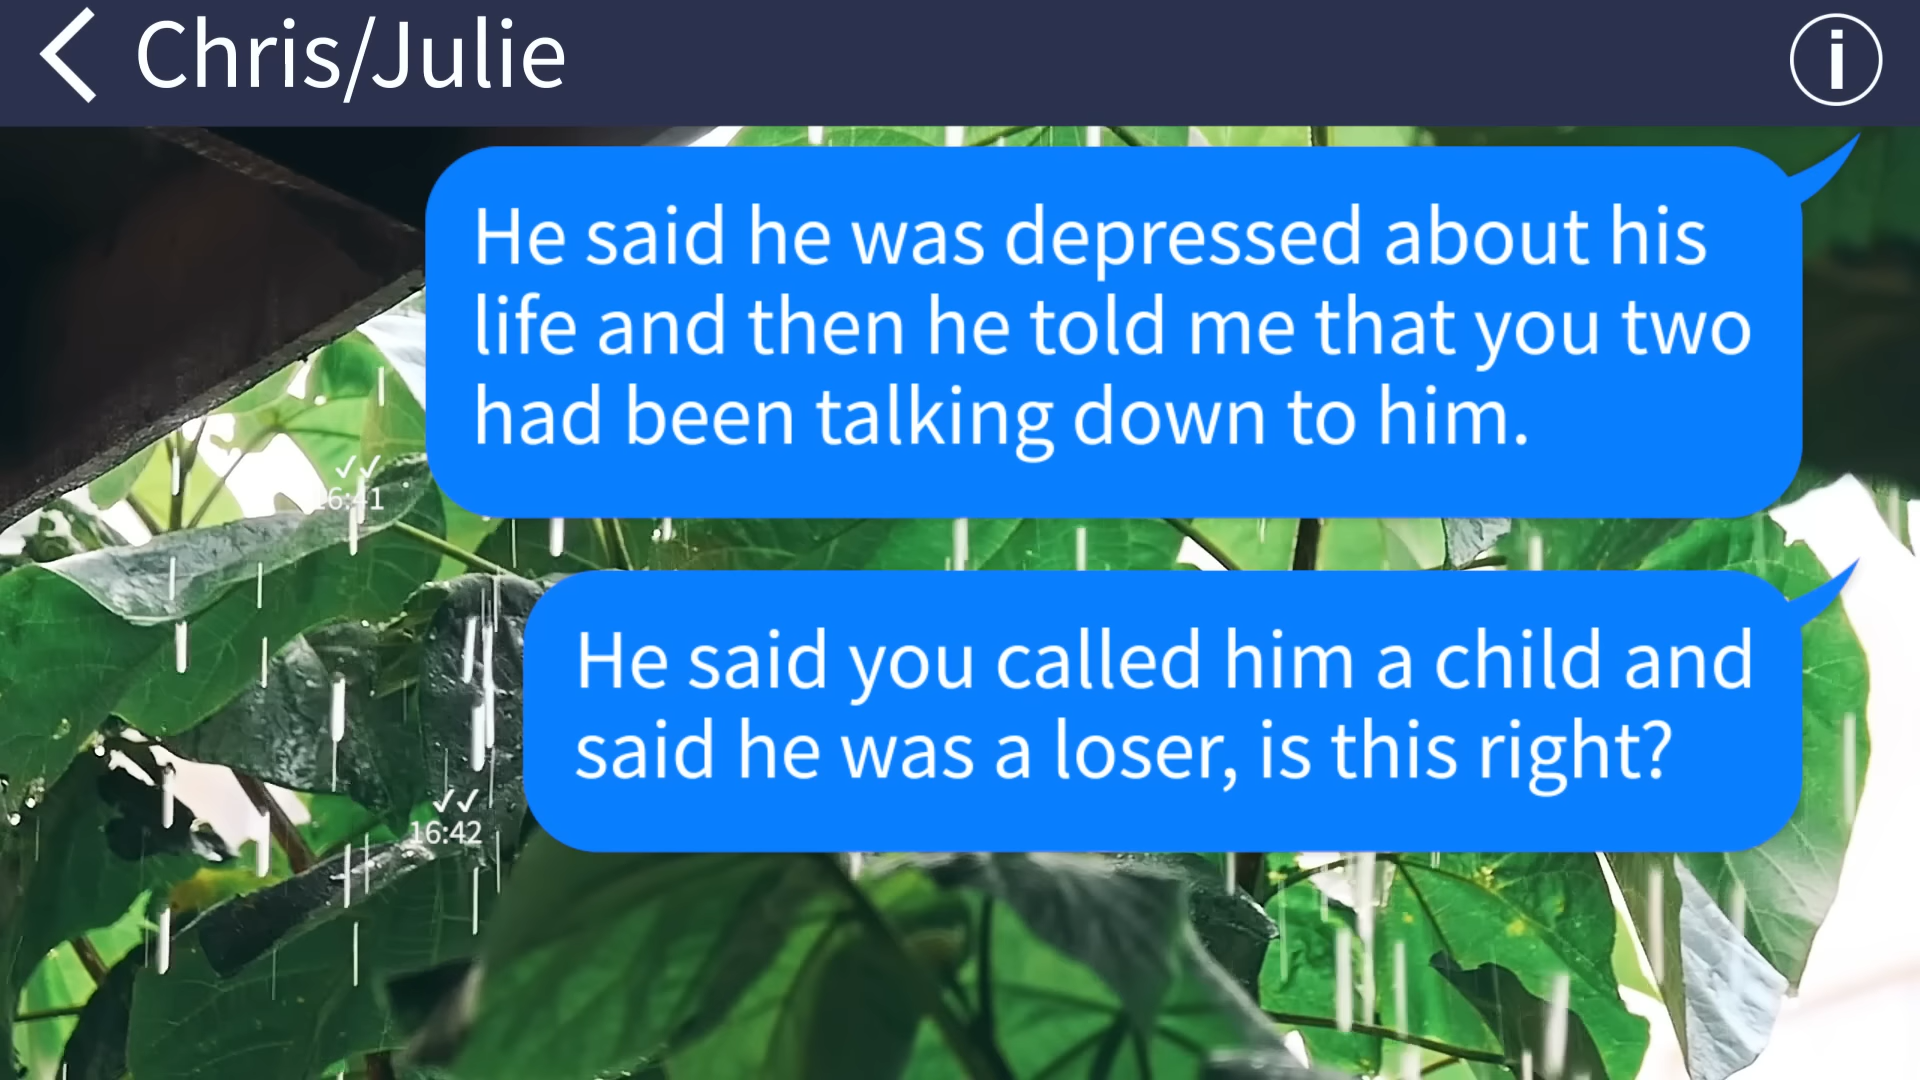 Chris/Julie
i
He said he was depressed about his
life and then he told me that you two
had been talking down to him.
16:41
He said you called him a child and
said he was a loser, is this right?
16:42